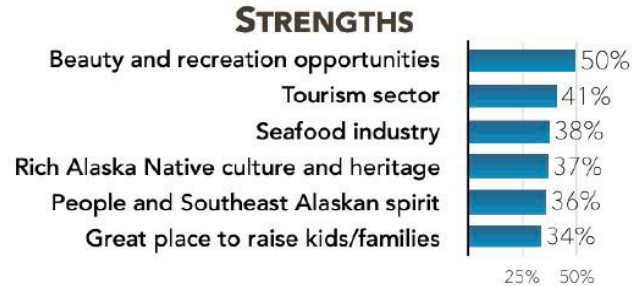 STRENGTHS
Beauty and recreation opportunities 50%
Tourism sector 41%
Seafood industry 38%
Rich Alaska Native culture and heritage 37%
People and Southeast Alaskan spirit 36%
Great place to raise kids/families 34%
25% 50%